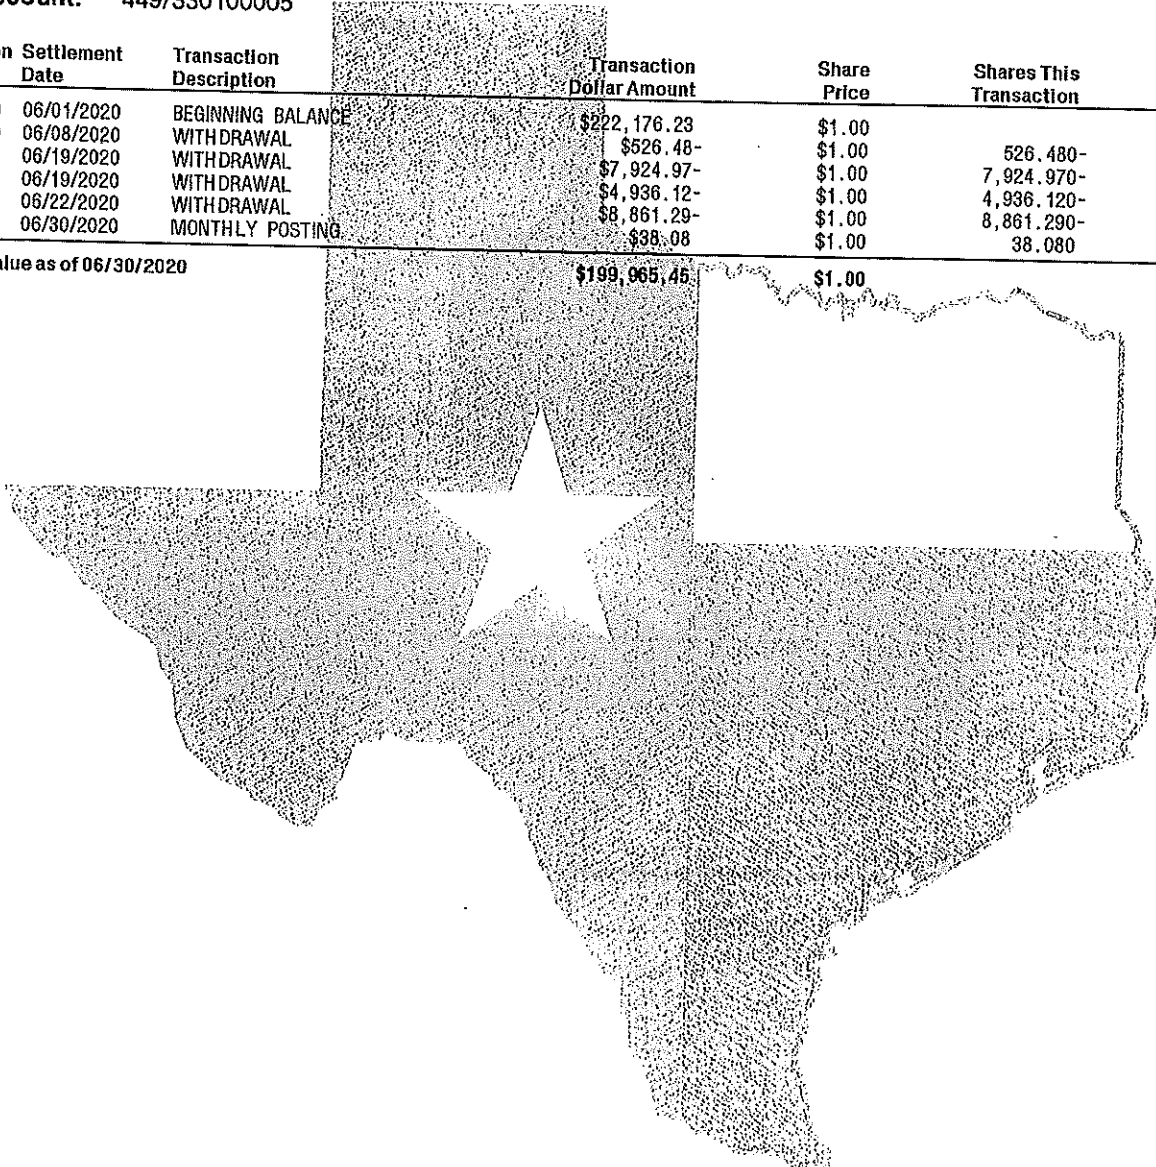 449/330100005
Settlement Transaction Transaction Share Shares This
Date Description Dollar Amount Price Transaction
06/01/2020 BEGINNING BALANCE $222,176.23 $1.00
06/08/2020 WITHDRAWAL $526.48- $1.00 526.480-
06/19/2020 WITHDRAWAL $7,924.97- $1.00 7,924.970-
06/19/2020 WITHDRAWAL $4,936.12- $1.00 4,936.120-
06/22/2020 WITHDRAWAL $8,861.29- $1.00 8,861.290-
06/30/2020 MONTHLY POSTING $38.08 $1.00 38.080
alue as of 06/30/2020 $199,965.45 $1.00